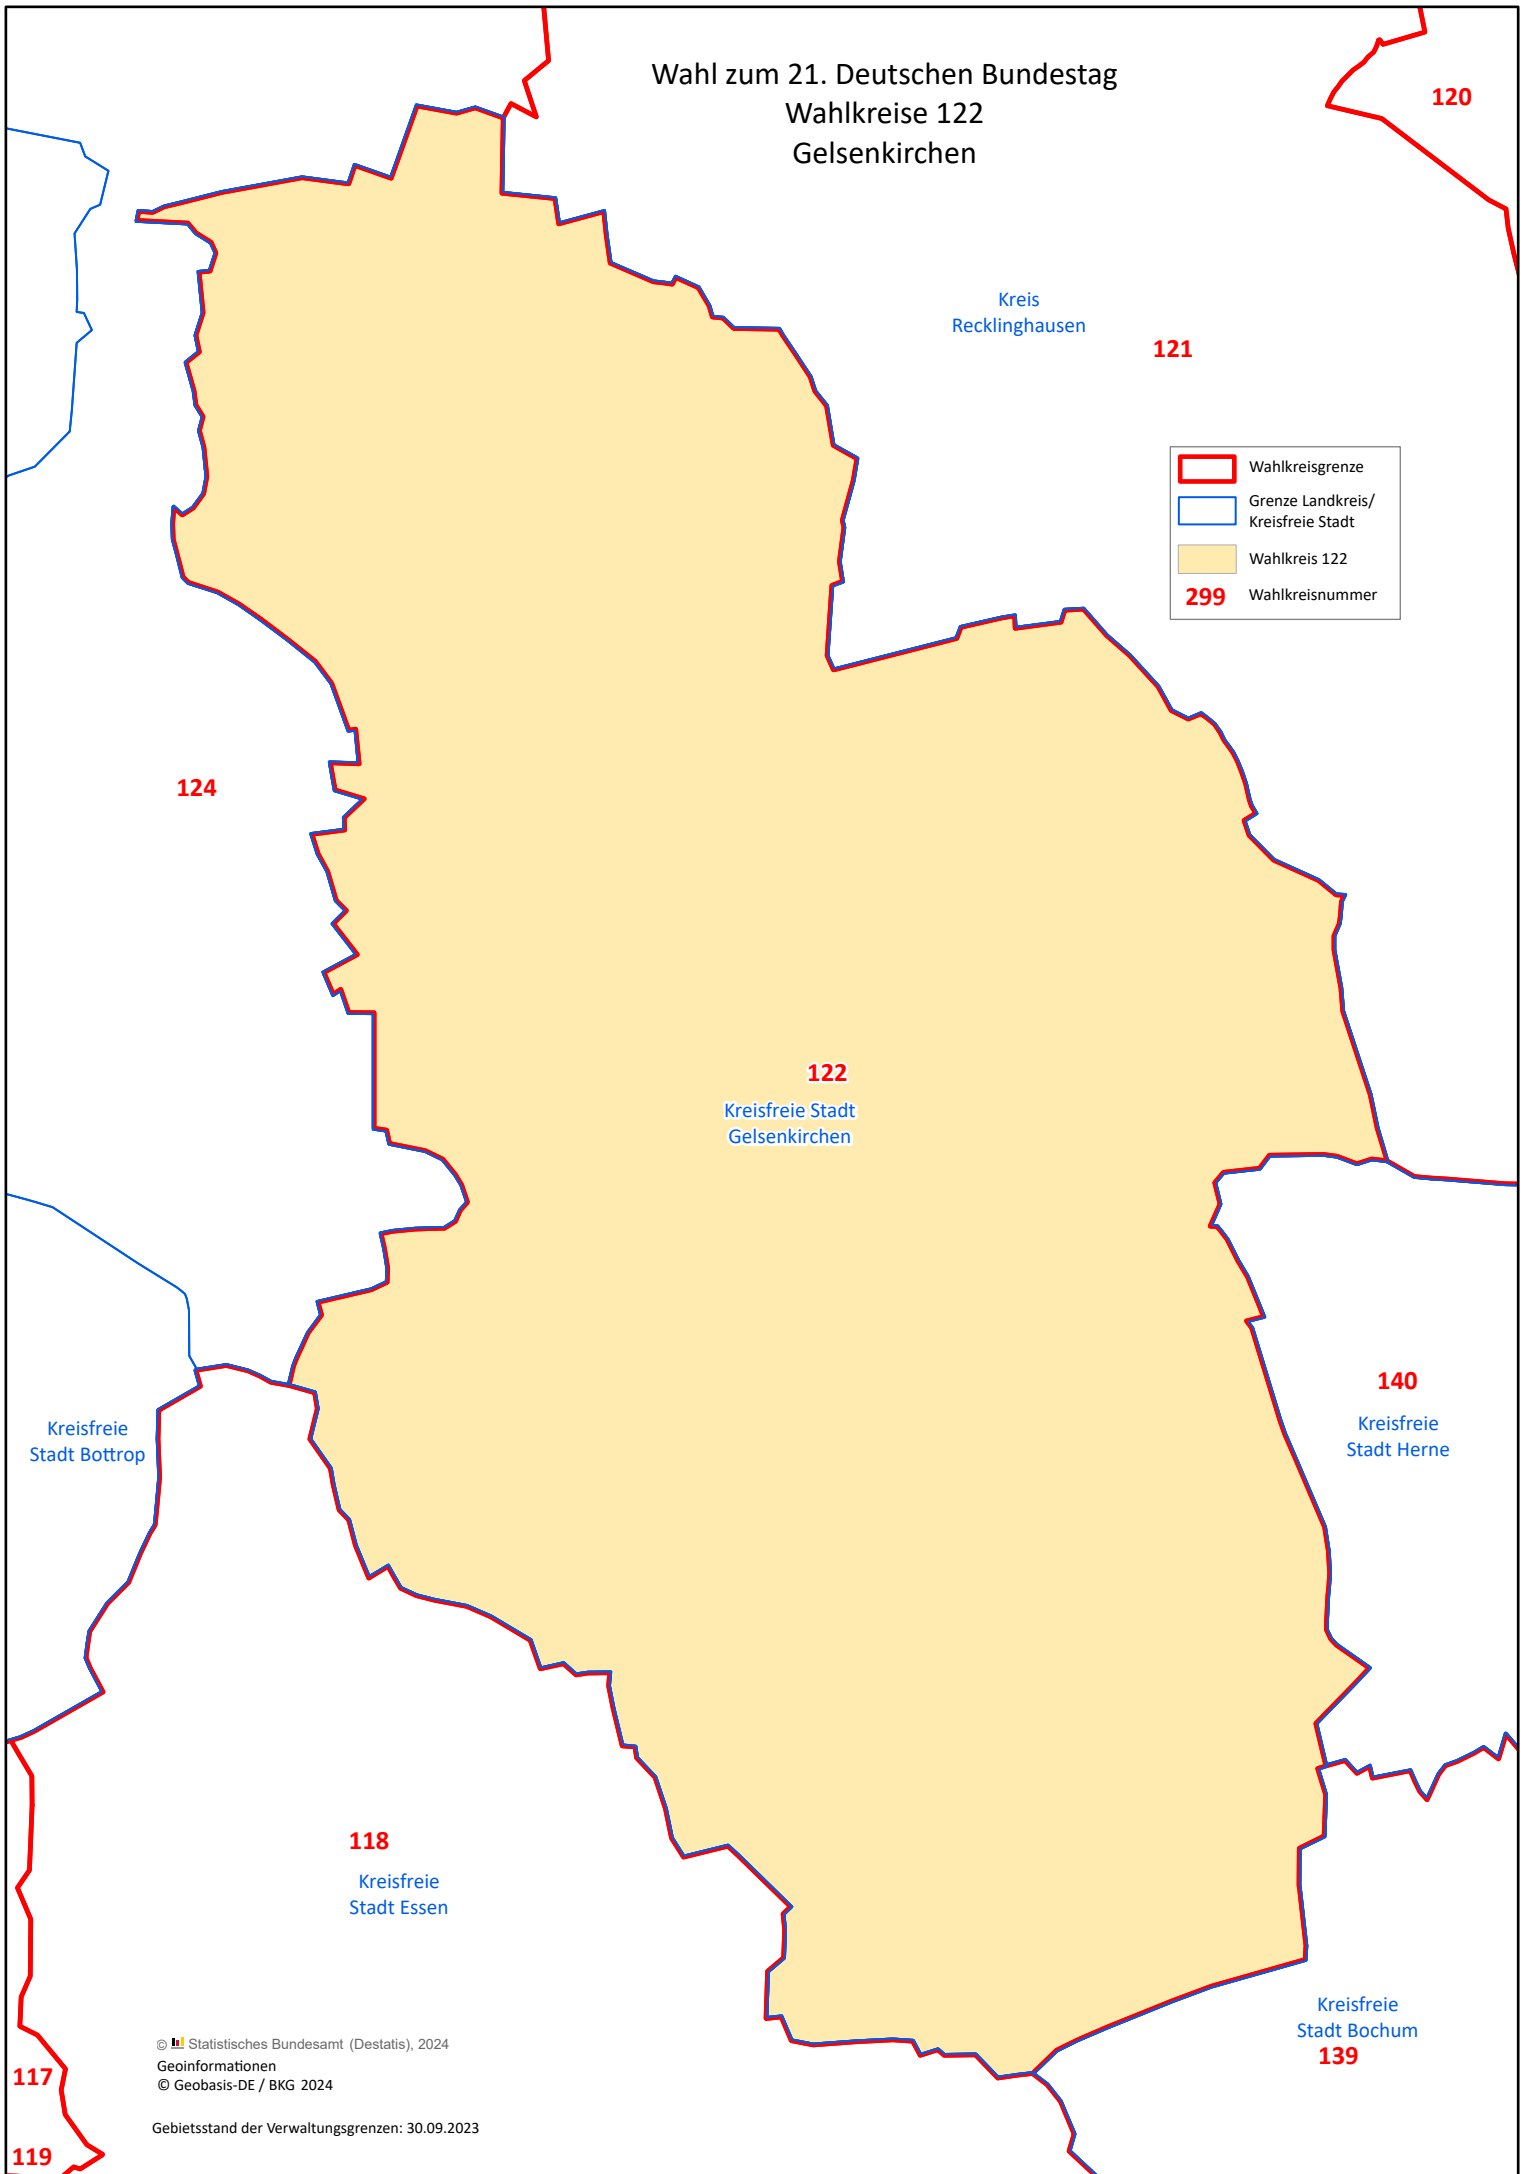 Wahl zum 21. Deutschen Bundestag
Wahlkreise 122
Gelsenkirchen
120
Kreis
Recklinghausen
121
Wahlkreisgrenze
Grenze Landkreis/
Kreisfreie Stadt
Wahlkreis 122
299 Wahlkreisnummer
124
122
Kreisfreie Stadt
Gelsenkirchen
140
Kreisfreie
Stadt Herne
Kreisfreie
Stadt Bottrop
118
Kreisfreie
Stadt Essen
Kreisfreie
Stadt Bochum
139
117
119
© Statistisches Bundesamt (Destatis), 2024
Geoinformationen
© Geobasis-DE / BKG 2024
Gebietsstand der Verwaltungsgrenzen: 30.09.2023